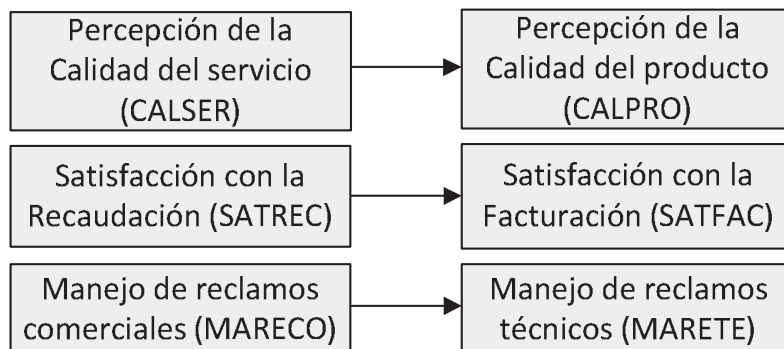 Percepción de la
Calidad del servicio
(CALSER)
Percepción de la
Calidad del producto
(CALPRO)
Satisfacción con la
Recaudación (SATREC)
Satisfacción con la
Facturación (SATFAC)
Manejo de reclamos
comerciales (MARECO)
Manejo de reclamos
técnicos (MARETE)